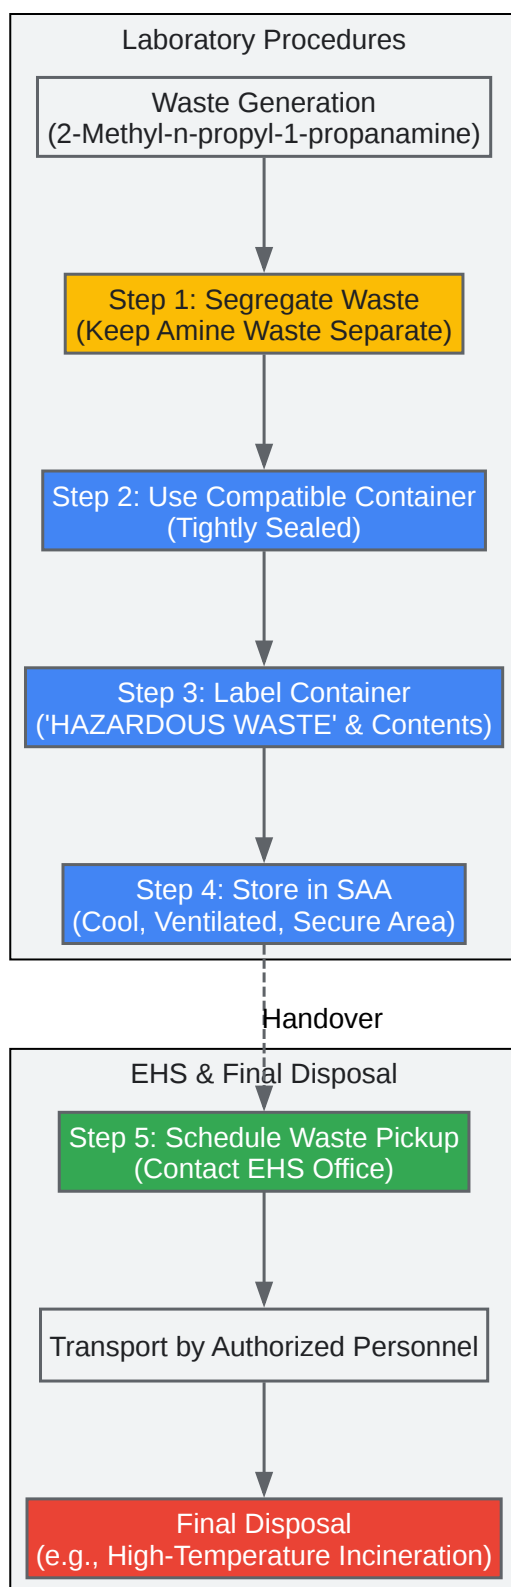 Laboratory Procedures
Waste Generation
(2-Methyl-n-propyl-1-propanamine)
Step 1: Segregate Waste
(Keep Amine Waste Separate)
Step 2: Use Compatible Container
(Tightly Sealed)
Step 3: Label Container
('HAZARDOUS WASTE' & Contents)
Step 4: Store in SAA
(Cool, Ventilated, Secure Area)
Handover
EHS & Final Disposal
Step 5: Schedule Waste Pickup
(Contact EHS Office)
Transport by Authorized Personnel
Final Disposal
(e.g., High-Temperature Incineration)